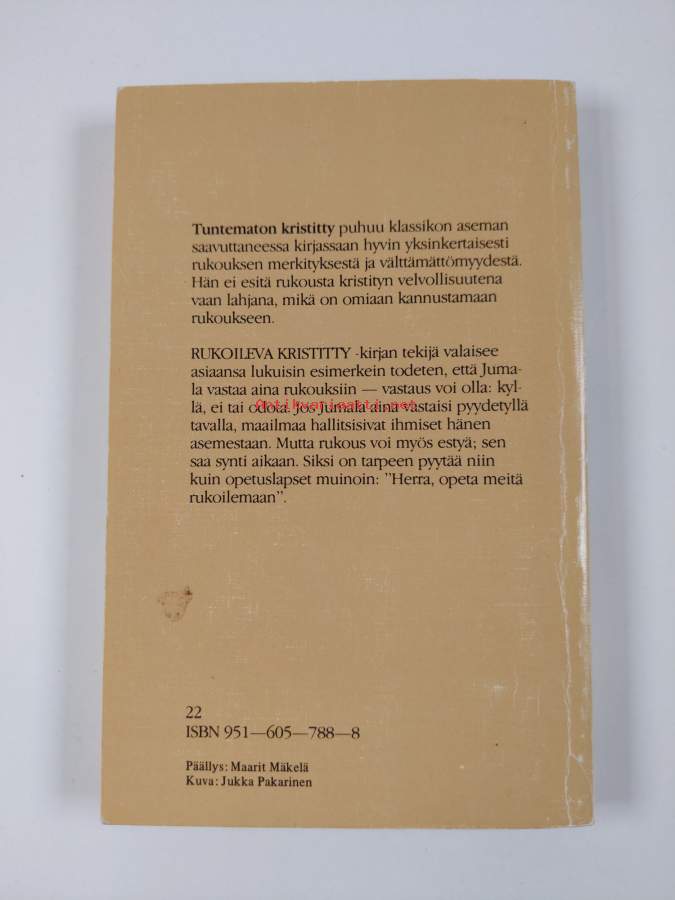 Tuntematon kristitty puhuu klassikon aseman
saavuttaneessa kirjassaan hyvin yksinkertaisesti
rukouksen merkityksestä ja välttämättömyydestä.
Hän ei esitä rukousta kristityn velvollisuutena
vaan lahjana, mikä on omiaan kannustamaan
rukoukseen.
RUKOILEVA KRISTITTY -kirjan tekijä valaisee
asiaansa lukuisin esimerkein todeten, että Juma-
la vastaa aina rukouksiin — vastaus voi olla: kyl-
Antikvariaatti.net
lä, ei tai odota. Jos Jumala aina vastaisi pyydetyllä
tavalla, maailmaa hallitsisivat ihmiset hänen
asemestaan. Mutta rukous voi myös estyä; sen
saa synti aikaan. Siksi on tarpeen pyytää niin
kuin opetuslapset muinoin: ”Herra, opeta meitä
rukoilemaan”.
22
ISBN 951—605—788—8
Päällys: Maarit Mäkelä
Kuva: Jukka Pakarinen